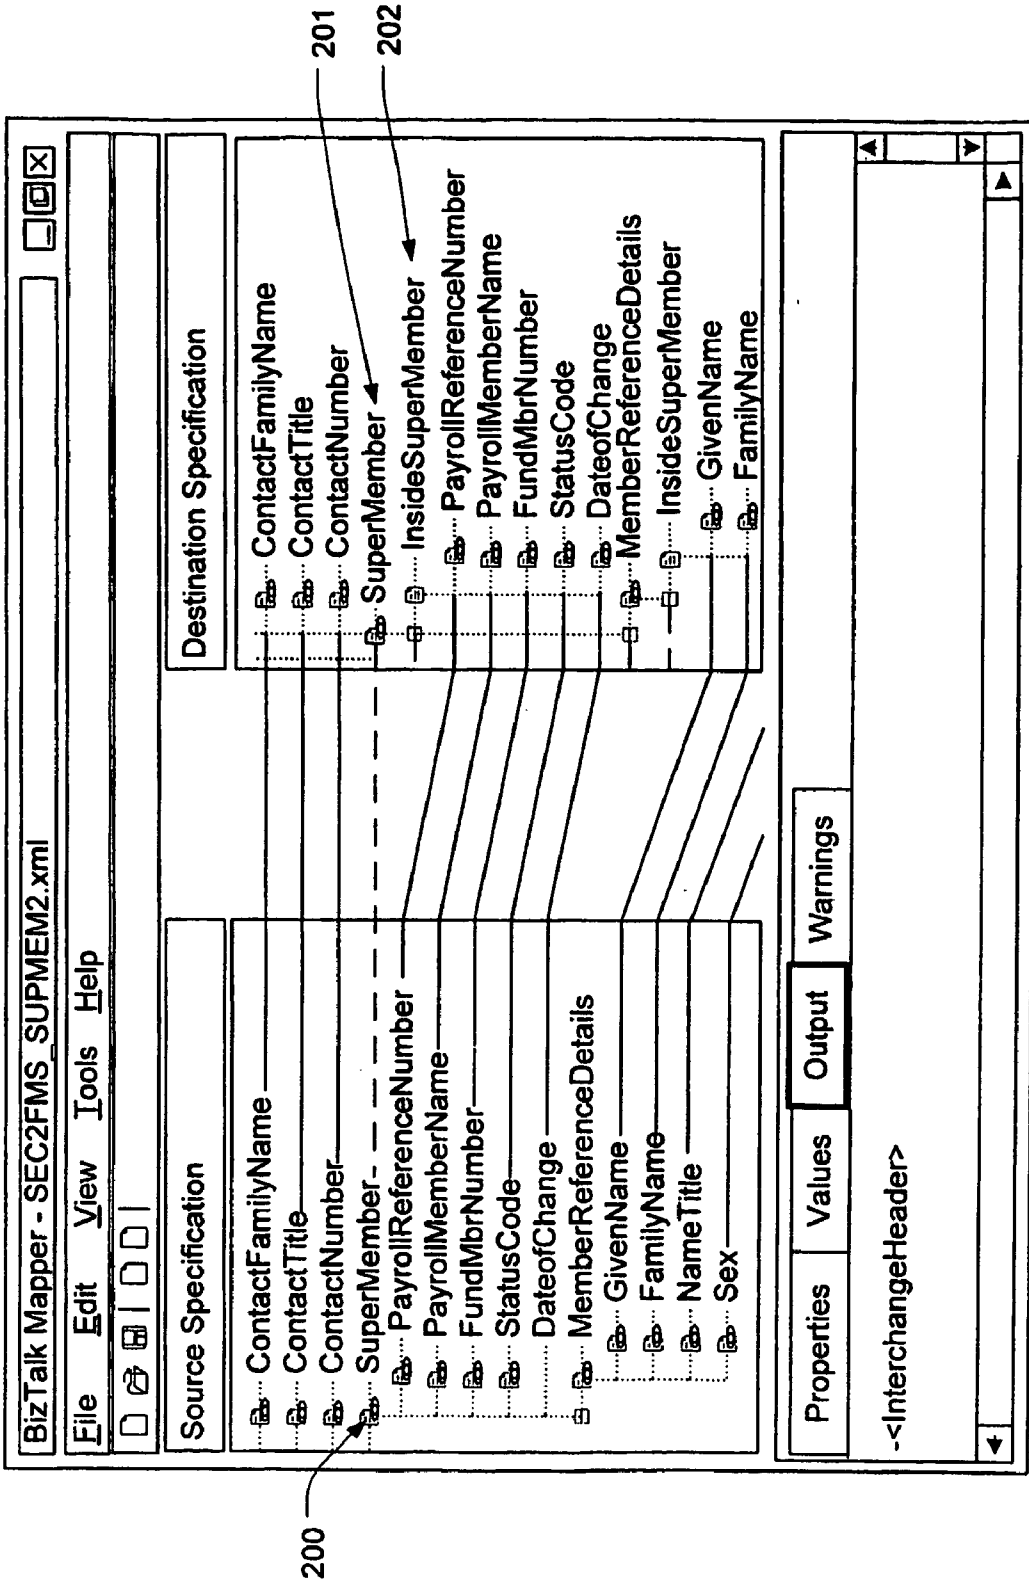 BizTalk Mapper - SEC2FMS_SUPMEM2.xml
File Edit View Tools Help
Source Specification
ContactFamilyName
ContactTitle
ContactNumber
SuperMember
PayrollReferenceNumber
PayrollMemberName
FundMbrNumber
StatusCode
DateofChange
MemberReferenceDetails
GivenName
FamilyName
NameTitle
Sex
200
Destination Specification
ContactFamilyName
ContactTitle
ContactNumber
SuperMember
InsideSuperMember
PayrollReferenceNumber
PayrollMemberName
FundMbrNumber
StatusCode
DateofChange
MemberReferenceDetails
InsideSuperMember
GivenName
FamilyName
201
202
Properties Values Output Warnings
-<InterchangeHeader>